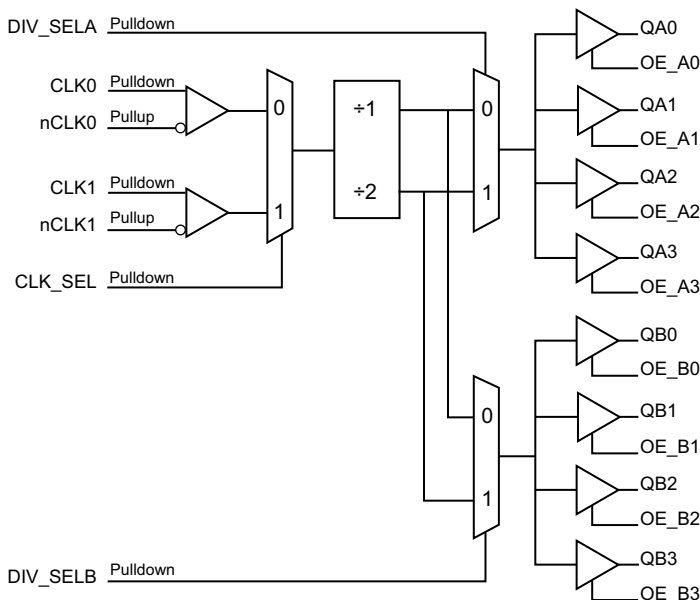 DIV_SELA Pulldown
CLK0 Pulldown
nCLK0 Pullup
CLK1 Pulldown
nCLK1 Pullup
CLK_SEL Pulldown
0
1
÷1
÷2
0
1
QA0
OE_A0
QA1
OE_A1
QA2
OE_A2
QA3
OE_A3
0
1
QB0
OE_B0
QB1
OE_B1
QB2
OE_B2
QB3
OE_B3
DIV_SELB Pulldown